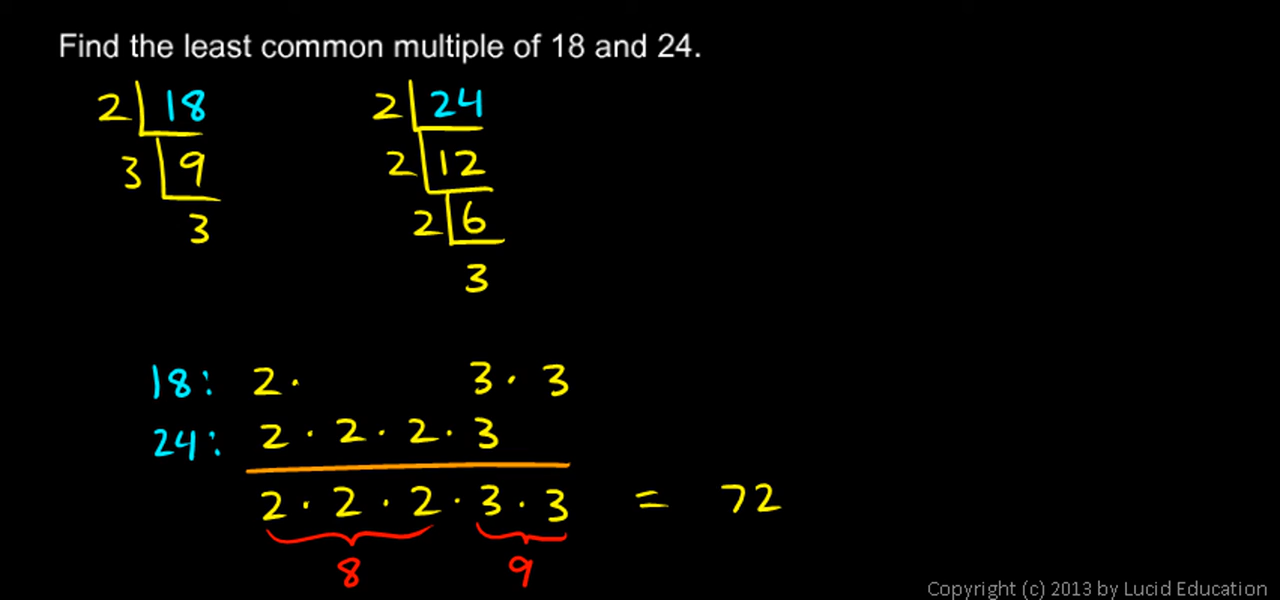 Find the least common multiple of 18 and 24.
2 18 2 24
3 9 2 12
3 2 6
3
18: 2 · 3 · 3
24: 2 · 2 · 2 · 3
2 · 2 · 2 · 3 · 3 = 72
8 9
Copyright (c) 2013 by Lucid Education